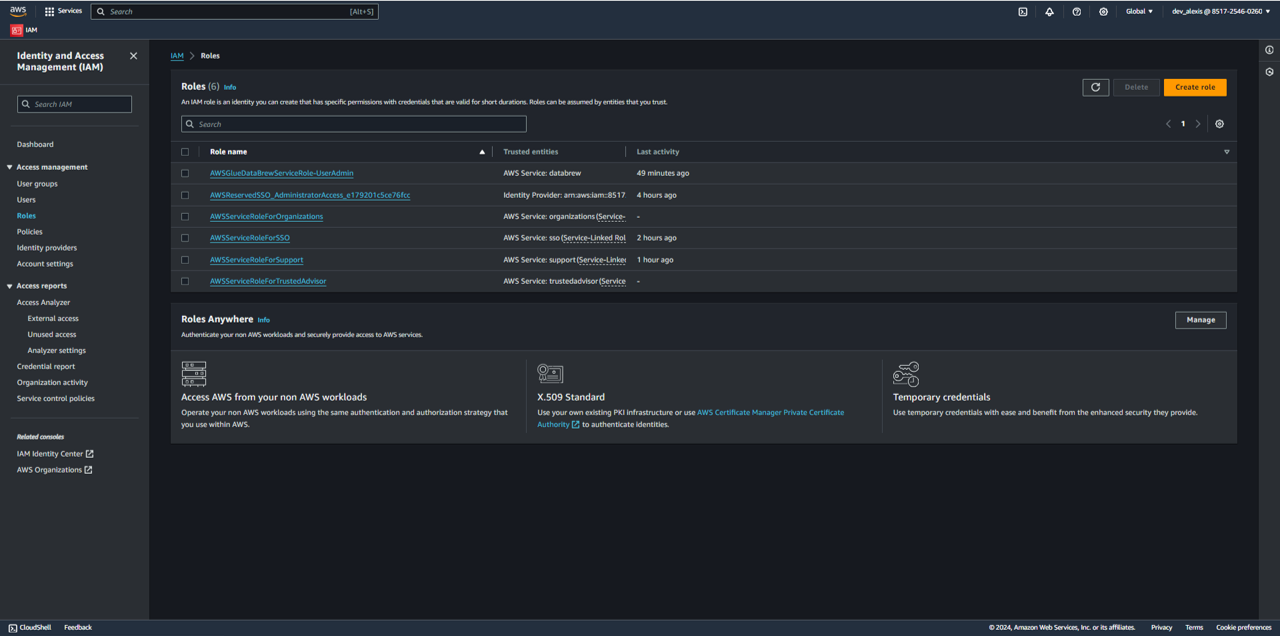 aws
Services
Search
[Alt+S]
Global
dev_alexis @ 8517-2546-0260
IAM
Identity and Access
Management (IAM)
Search IAM
Dashboard
Access management
User groups
Users
Roles
Policies
Identity providers
Account settings
Access reports
Access Analyzer
External access
Unused access
Analyzer settings
Credential report
Organization activity
Service control policies
Related consoles
IAM Identity Center
AWS Organizations
IAM > Roles
Roles (6) Info
An IAM role is an identity you can create that has specific permissions with credentials that are valid for short durations. Roles can be assumed by entities that you trust.
Delete
Create role
Search
1
Role name Trusted entities Last activity
AWSGlueDataBrewServiceRole-UserAdmin AWS Service: databrew 49 minutes ago
AWSReservedSSO_AdministratorAccess_e179201c5ce76fcc Identity Provider: arn:aws:iam::8517 4 hours ago
AWSServiceRoleForOrganizations AWS Service: organizations (Service- -
AWSServiceRoleForSSO AWS Service: sso (Service-Linked Rol 2 hours ago
AWSServiceRoleForSupport AWS Service: support (Service-Linked 1 hour ago
AWSServiceRoleForTrustedAdvisor AWS Service: trustedadvisor (Service -
Roles Anywhere Info
Authenticate your non AWS workloads and securely provide access to AWS services.
Manage
Access AWS from your non AWS workloads
Operate your non AWS workloads using the same authentication and authorization strategy that
you use within AWS.
X.509 Standard
Use your own existing PKI infrastructure or use AWS Certificate Manager Private Certificate
Authority to authenticate identities.
Temporary credentials
Use temporary credentials with ease and benefit from the enhanced security they provide.
CloudShell Feedback
© 2024, Amazon Web Services, Inc. or its affiliates. Privacy Terms Cookie preferences